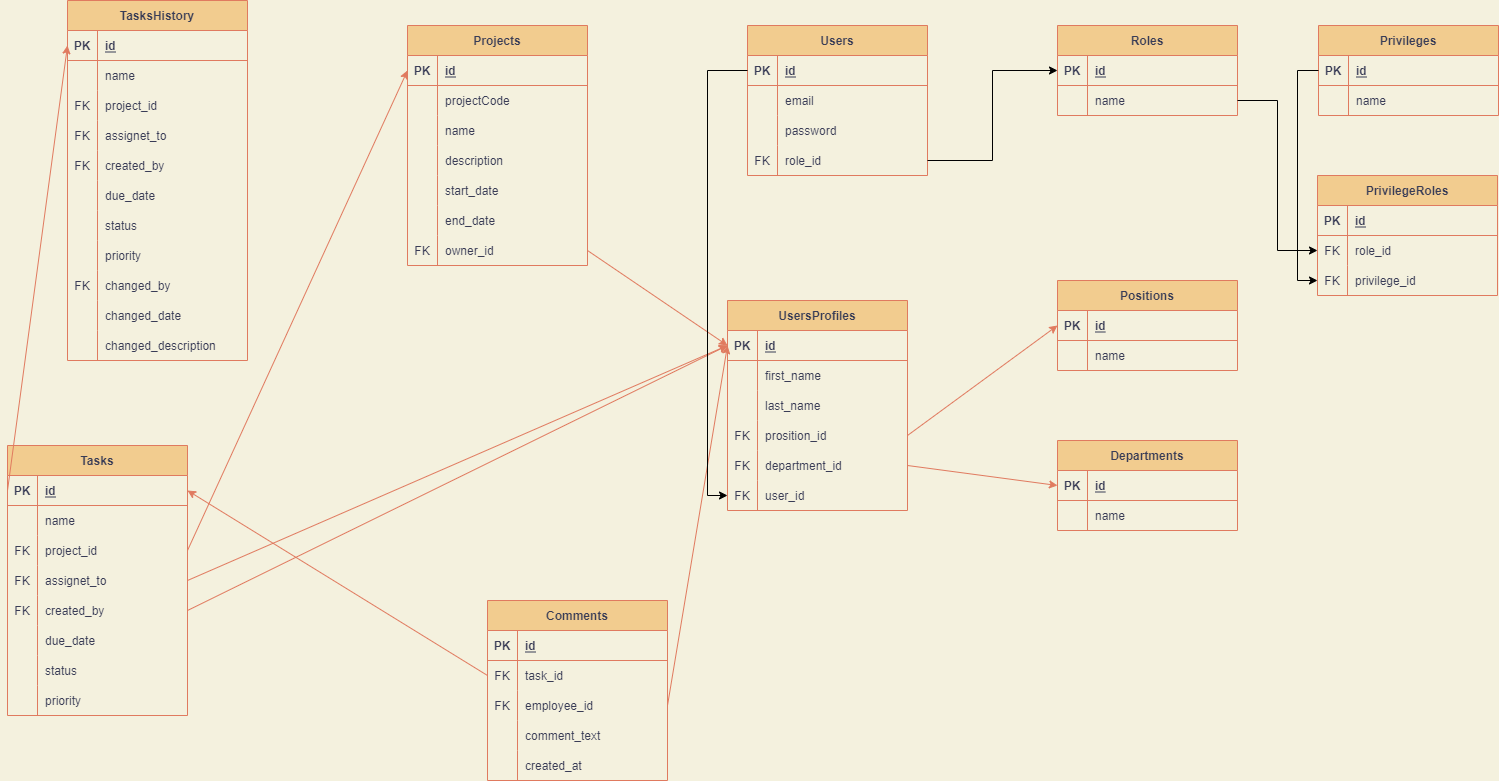 TasksHistory
PK id
name
FK project_id
FK assignet_to
FK created_by
due_date
status
priority
FK changed_by
changed_date
changed_description
Projects
PK id
projectCode
name
description
start_date
end_date
FK owner_id
Users
PK id
email
password
FK role_id
Roles
PK id
name
Privileges
PK id
name
PrivilegeRoles
PK id
FK role_id
FK privilege_id
UsersProfiles
PK id
first_name
last_name
FK prosition_id
FK department_id
FK user_id
Positions
PK id
name
Departments
PK id
name
Tasks
PK id
name
FK project_id
FK assignet_to
FK created_by
due_date
status
priority
Comments
PK id
FK task_id
FK employee_id
comment_text
created_at